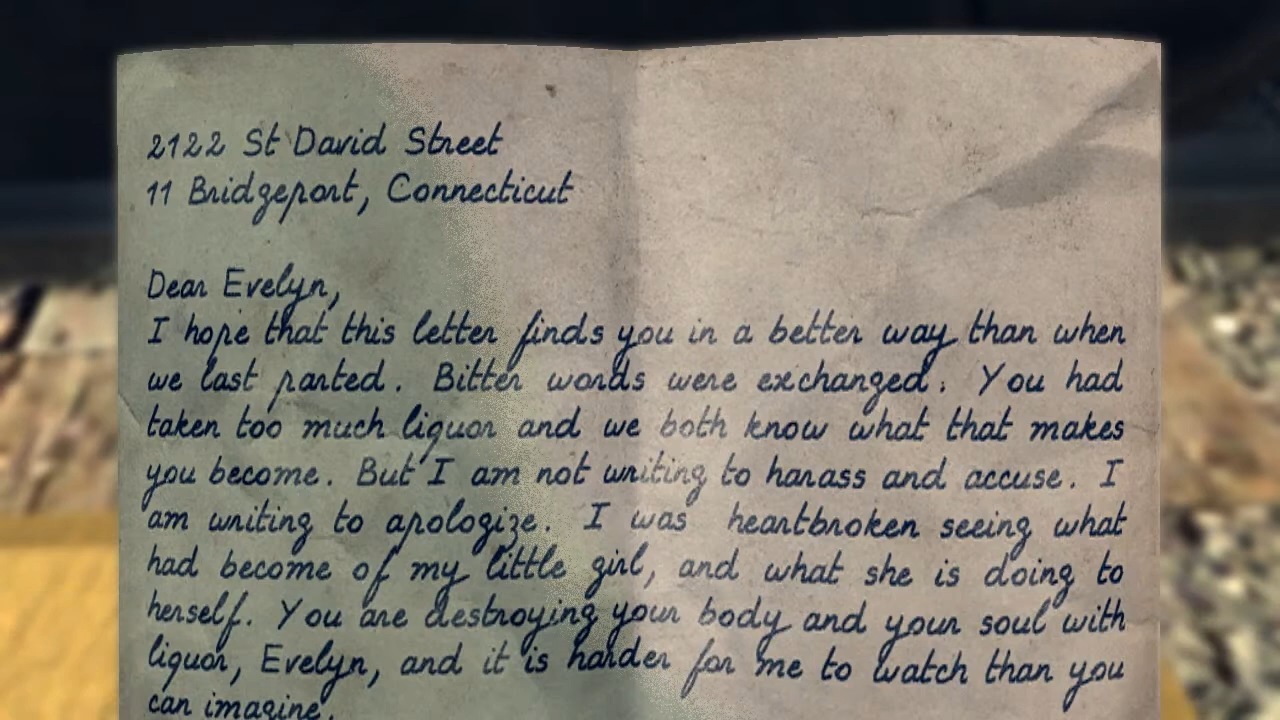 2122 St David Street
11 Bridgeport, Connecticut
Dear Evelyn,
I hope that this letter finds you in a better way than when
we last parted. Bitter words were exchanged. You had
taken too much liquor and we both know what that makes
you become. But I am not writing to harass and accuse. I
am writing to apologize. I was heartbroken seeing what
had become of my little girl, and what she is doing to
herself. You are destroying your body and your soul with
liquor, Evelyn, and it is harder for me to watch than you
can imagine.